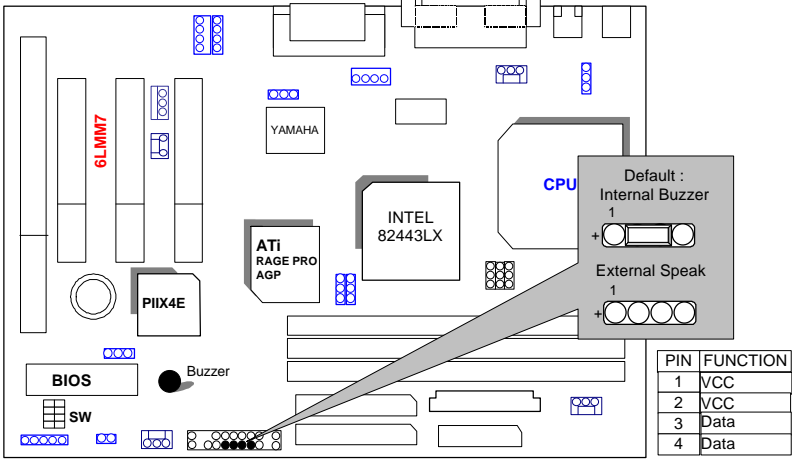 6LMM7
YAMAHA
CPU
INTEL
82443LX
ATi
RAGE PRO
AGP
PIIX4E
BIOS
Buzzer
SW
Default :
Internal Buzzer
1
+
External Speak
1
+
PIN FUNCTION
1 VCC
2 VCC
3 Data
4 Data